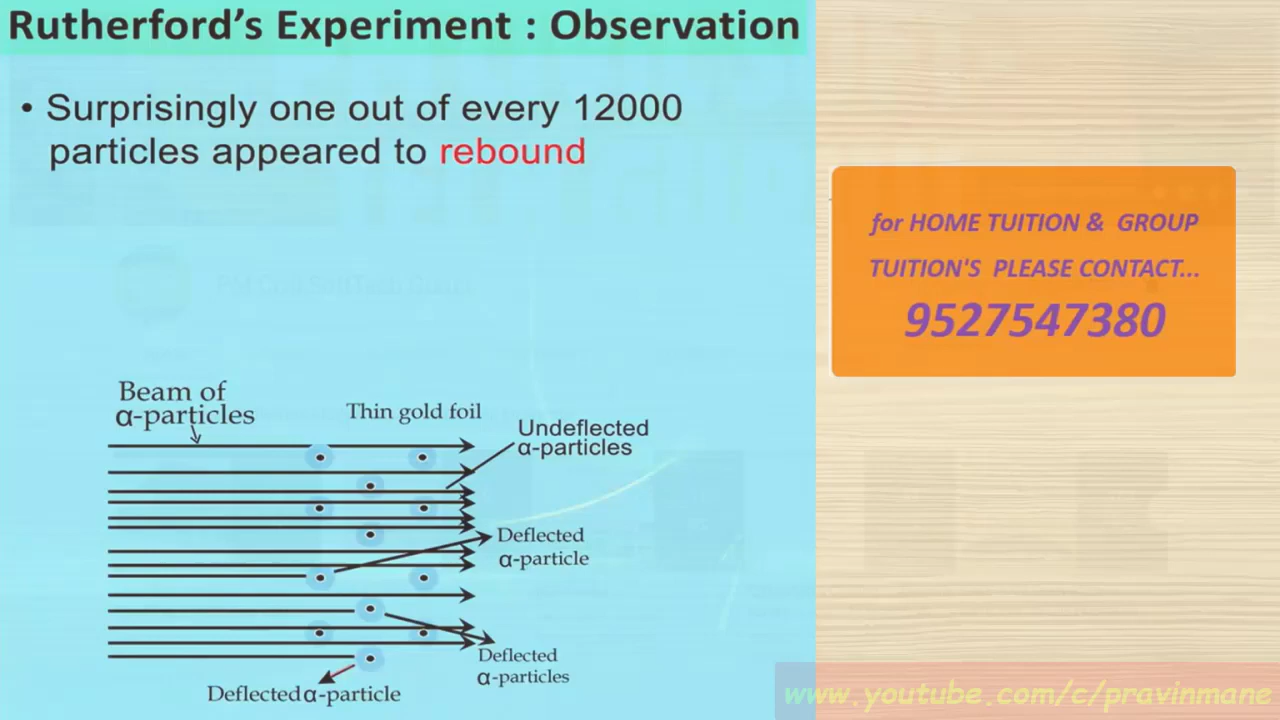 Rutherford’s Experiment : Observation
• Surprisingly one out of every 12000
particles appeared to rebound
for HOME TUITION & GROUP
TUITION'S PLEASE CONTACT...
9527547380
Beam of
α-particles
Thin gold foil
Undeflected
α-particles
Deflected
α-particle
Deflected
α-particles
Deflected α-particle
www.youtube.com/c/pravinmane